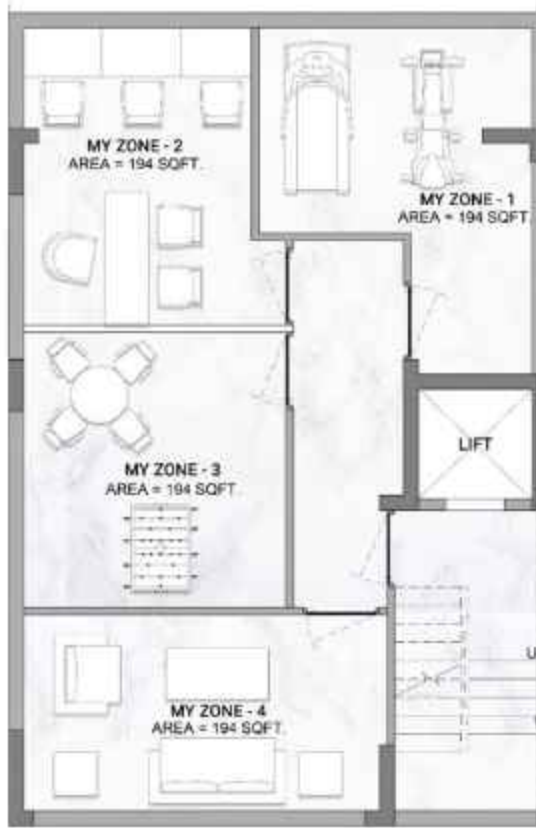 MY ZONE - 2
AREA = 194 SQFT.
MY ZONE - 1
AREA = 194 SQFT.
LIFT
MY ZONE - 3
AREA = 194 SQFT.
U
MY ZONE - 4
AREA = 194 SQFT.